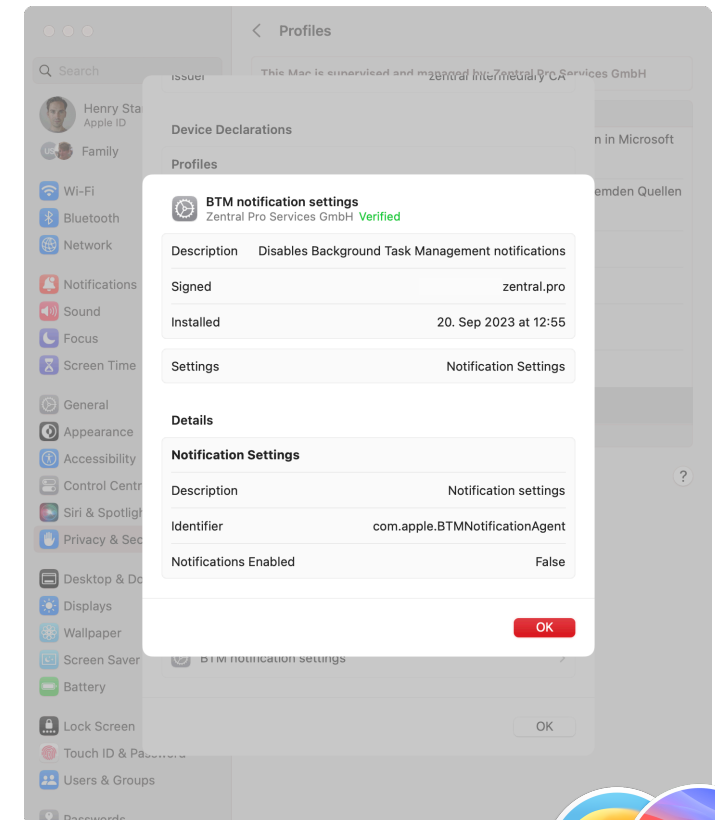 Profiles
Search
This Mac is supervised and managed by: Zentral Pro Services GmbH
Issuer
Zentral Intermediary CA
Henry Sta
Apple ID
Family
Device Declarations
n in Microsoft
Profiles
emden Quellen
Wi-Fi
Bluetooth
Network
Notifications
Sound
Focus
Screen Time
General
Appearance
Accessibility
Control Centr
Siri & Spotligh
Privacy & Sec
Desktop & Do
Displays
Wallpaper
Screen Saver
Battery
Lock Screen
Touch ID & Password
Users & Groups
Passwords
BTM notification settings
Zentral Pro Services GmbH Verified
Description Disables Background Task Management notifications
Signed zentral.pro
Installed 20. Sep 2023 at 12:55
Settings Notification Settings
Details
Notification Settings
Description Notification settings
Identifier com.apple.BTMNotificationAgent
Notifications Enabled False
OK
BTM notification settings
OK
?